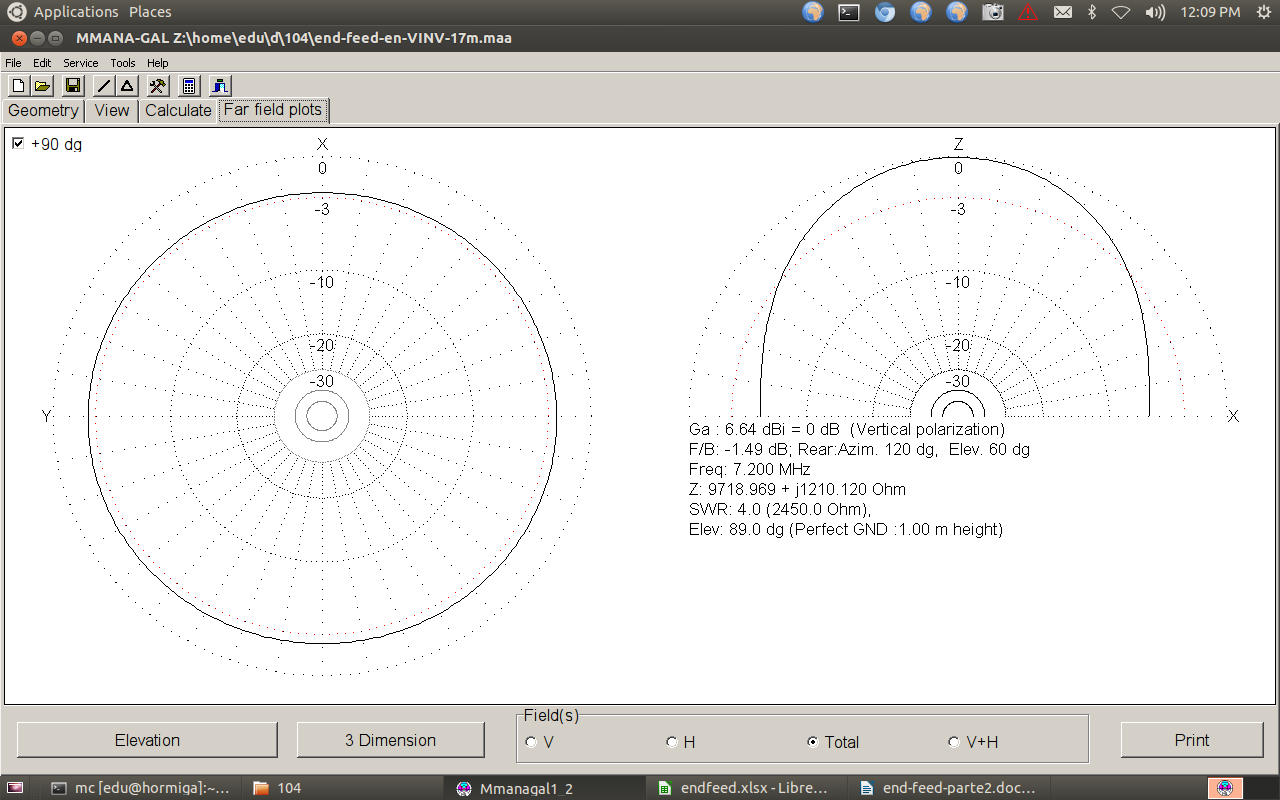 Applications Places 12:09 PM
MMANA-GAL Z:\home\edu\d\104\end-feed-en-VINV-17m.maa
File Edit Service Tools Help
Geometry View Calculate Far field plots
+90 dg
X
0
-3
-10
-20
-30
Y
Z
0
-3
-10
-20
-30
X
Ga : 6.64 dBi = 0 dB (Vertical polarization)
F/B: -1.49 dB; Rear:Azim. 120 dg, Elev. 60 dg
Freq: 7.200 MHz
Z: 9718.969 + j1210.120 Ohm
SWR: 4.0 (2450.0 Ohm),
Elev: 89.0 dg (Perfect GND :1.00 m height)
Elevation
3 Dimension
Field(s)
V H Total V+H
Print
mc [edu@hormiga]:~... 104 Mmanagal1_2 endfeed.xlsx - Libre... end-feed-parte2.doc...